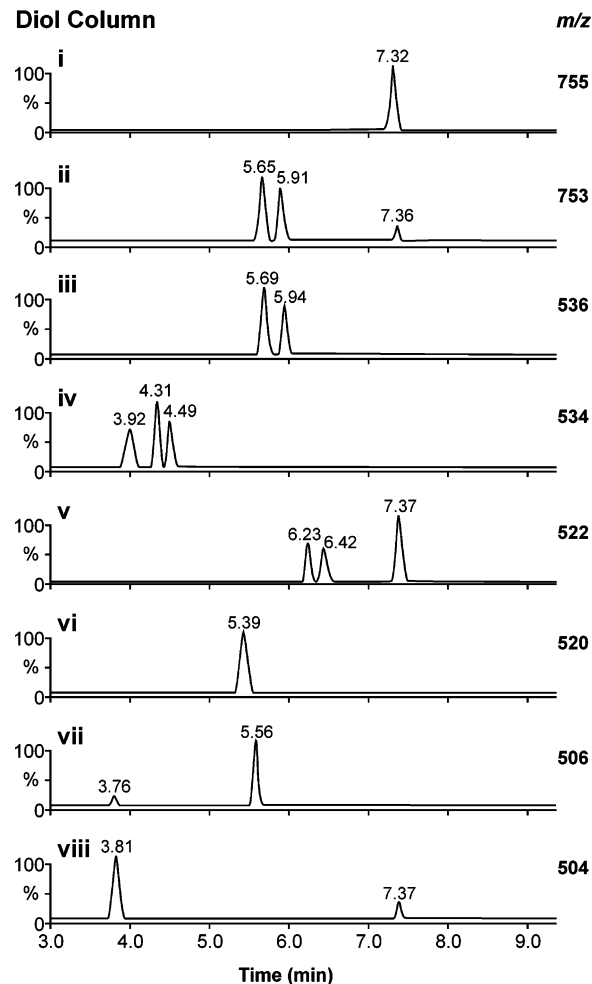 Diol Column m/z
i 7.32 755
100
%
0
ii 5.65 5.91 7.36 753
100
%
0
iii 5.69 5.94 536
100
%
0
iv 3.92 4.31 4.49 534
100
%
0
v 6.23 6.42 7.37 522
100
%
0
vi 5.39 520
100
%
0
vii 3.76 5.56 506
100
%
0
viii 3.81 7.37 504
100
%
0
3.0 4.0 5.0 6.0 7.0 8.0 9.0
Time (min)